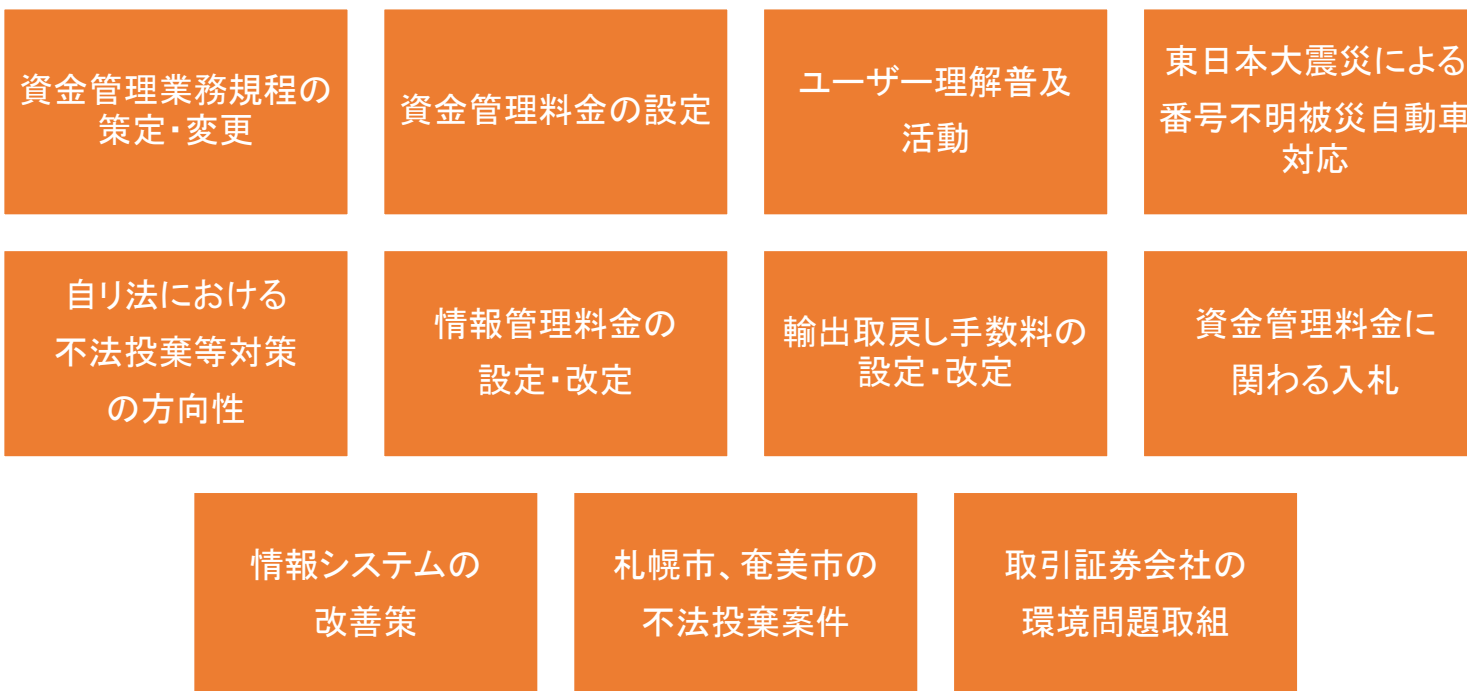 資金管理業務規程の
策定・変更
資金管理料金の設定
ユーザー理解普及
活動
東日本大震災による
番号不明被災自動車
対応
自リ法における
不法投棄等対策
の方向性
情報管理料金の
設定・改定
輸出取戻し手数料の
設定・改定
資金管理料金に
関わる入札
情報システムの
改善策
札幌市、奄美市の
不法投棄案件
取引証券会社の
環境問題取組